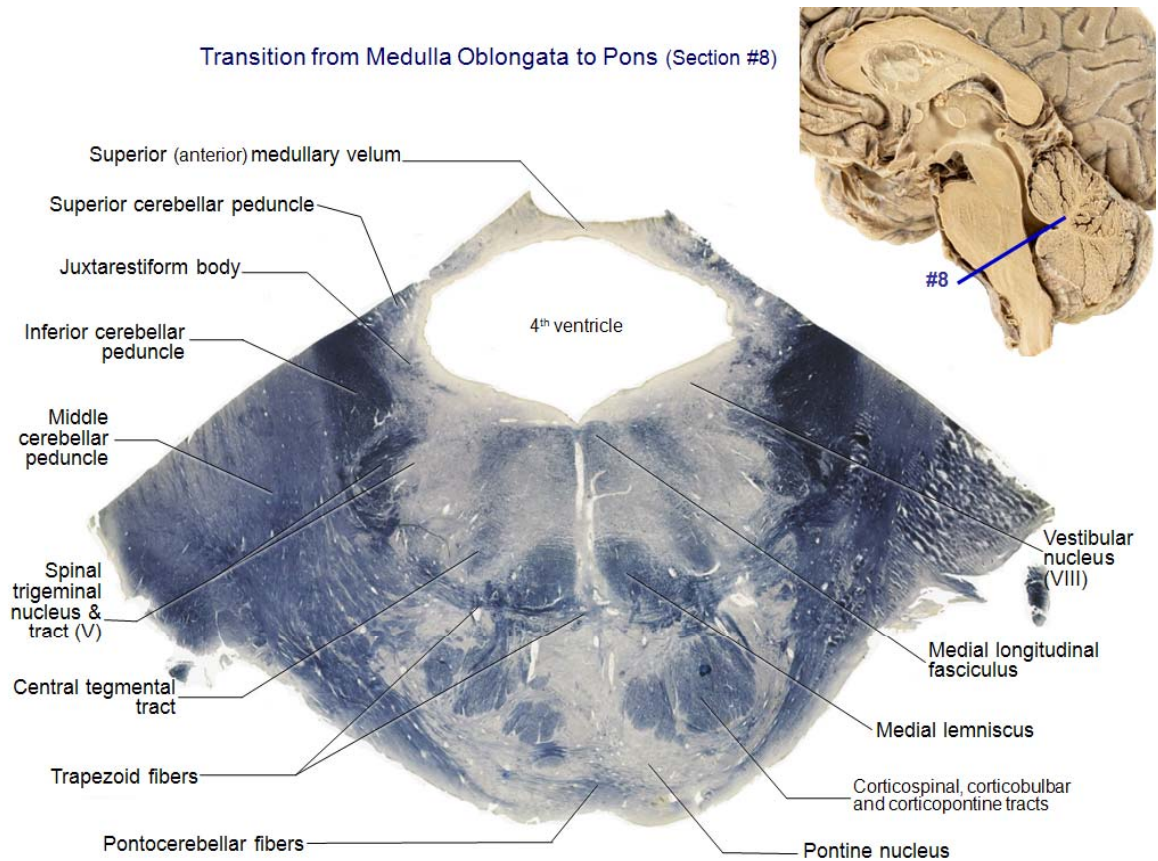 Transition from Medulla Oblongata to Pons (Section #8)
#8
Superior (anterior) medullary velum
Superior cerebellar peduncle
Juxtarestiform body
Inferior cerebellar
peduncle
Middle
cerebellar
peduncle
Spinal
trigeminal
nucleus &
tract (V)
Central tegmental
tract
Trapezoid fibers
Pontocerebellar fibers
4th ventricle
Vestibular
nucleus
(VIII)
Medial longitudinal
fasciculus
Medial lemniscus
Corticospinal, corticobulbar
and corticopontine tracts
Pontine nucleus